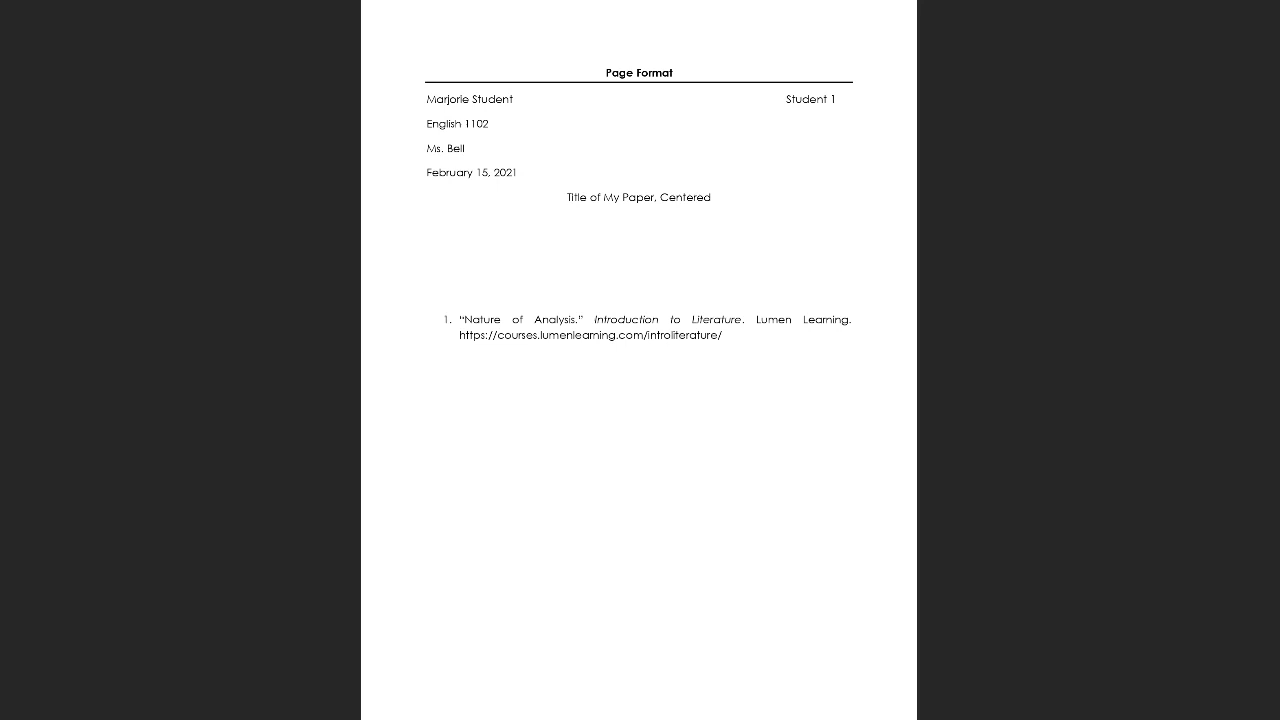 Page Format
Marjorie Student Student 1
English 1102
Ms. Bell
February 15, 2021
Title of My Paper, Centered
1. “Nature of Analysis.” Introduction to Literature. Lumen Learning.
https://courses.lumenlearning.com/introliterature/